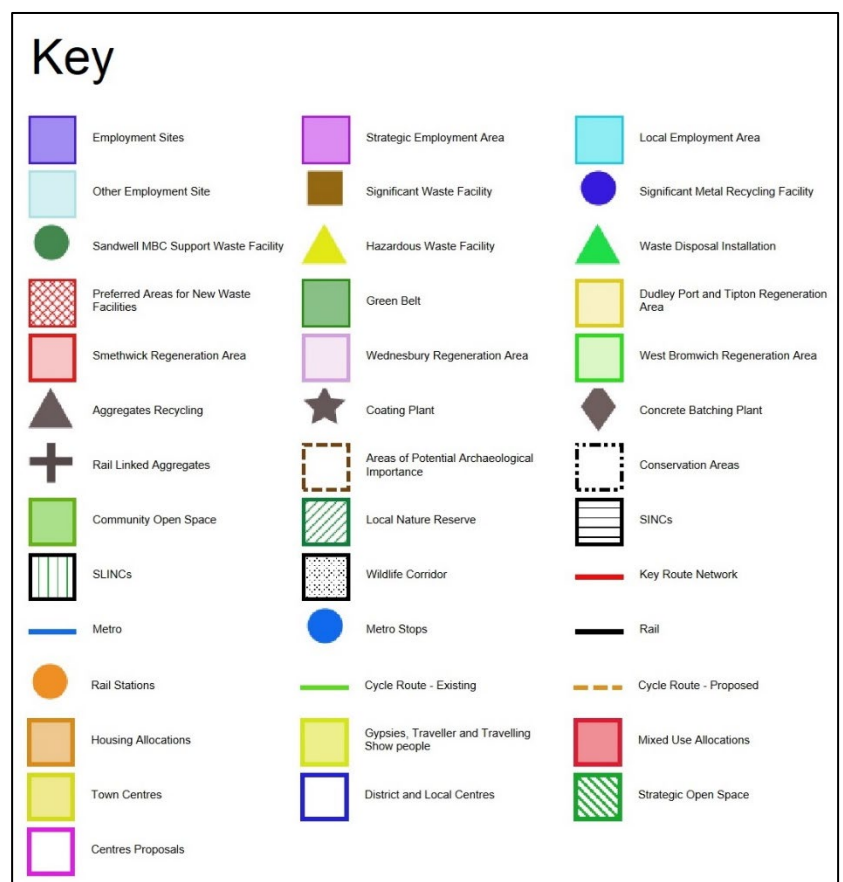 Key
Employment Sites
Strategic Employment Area
Local Employment Area
Other Employment Site
Significant Waste Facility
Significant Metal Recycling Facility
Sandwell MBC Support Waste Facility
Hazardous Waste Facility
Waste Disposal Installation
Preferred Areas for New Waste
Facilities
Green Belt
Dudley Port and Tipton Regeneration
Area
Smethwick Regeneration Area
Wednesbury Regeneration Area
West Bromwich Regeneration Area
Aggregates Recycling
Coating Plant
Concrete Batching Plant
Rail Linked Aggregates
Areas of Potential Archaeological
Importance
Conservation Areas
Community Open Space
Local Nature Reserve
SINCs
SLINCs
Wildlife Corridor
Key Route Network
Metro
Metro Stops
Rail
Rail Stations
Cycle Route - Existing
Cycle Route - Proposed
Housing Allocations
Gypsies, Traveller and Travelling
Show people
Mixed Use Allocations
Town Centres
District and Local Centres
Strategic Open Space
Centres Proposals